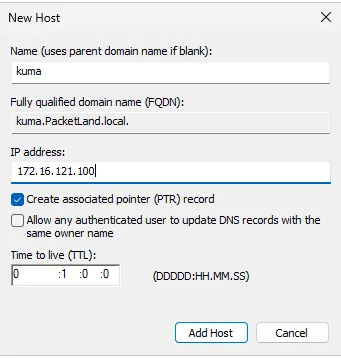 New Host
Name (uses parent domain name if blank):
kuma
Fully qualified domain name (FQDN):
kuma.PacketLand.local.
IP address:
172.16.121.100
Create associated pointer (PTR) record
Allow any authenticated user to update DNS records with the
same owner name
Time to live (TTL):
0 :1 :0 :0 (DDDDD:HH.MM.SS)
Add Host Cancel